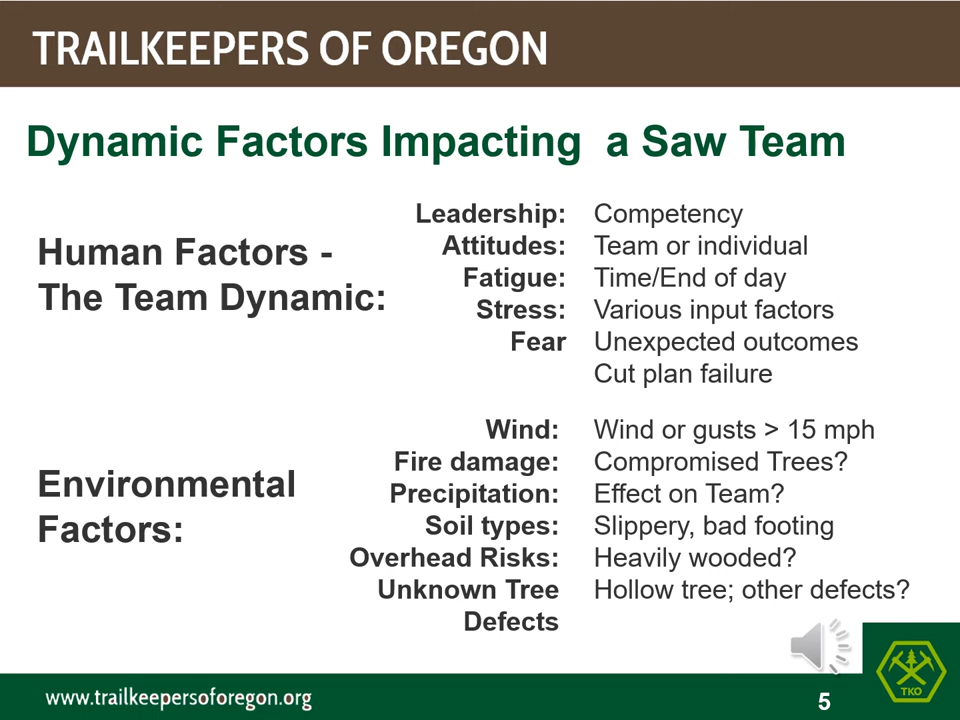 TRAILKEEPERS OF OREGON
Dynamic Factors Impacting  a Saw Team
Human Factors -
The Team Dynamic:
Leadership: Competency
Attitudes: Team or individual
Fatigue: Time/End of day
Stress: Various input factors
Fear Unexpected outcomes
Cut plan failure
Environmental
Factors:
Wind: Wind or gusts > 15 mph
Fire damage: Compromised Trees?
Precipitation: Effect on Team?
Soil types: Slippery, bad footing
Overhead Risks: Heavily wooded?
Unknown Tree Hollow tree; other defects?
Defects
www.trailkeepersoforegon.org
5
TKO